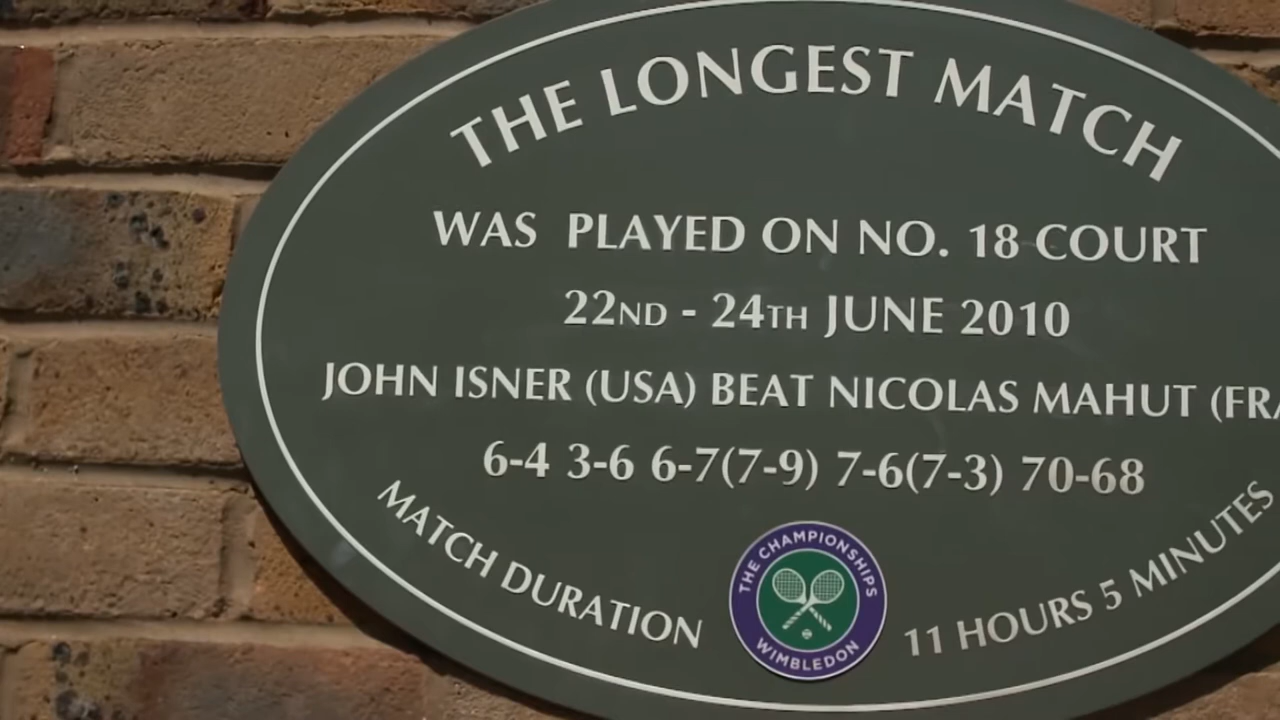 THE LONGEST MATCH
WAS PLAYED ON NO. 18 COURT
22ND - 24TH JUNE 2010
JOHN ISNER (USA) BEAT NICOLAS MAHUT (FRA
6-4 3-6 6-7(7-9) 7-6(7-3) 70-68
MATCH DURATION
THE CHAMPIONSHIPS
WIMBLEDON
11 HOURS 5 MINUTES